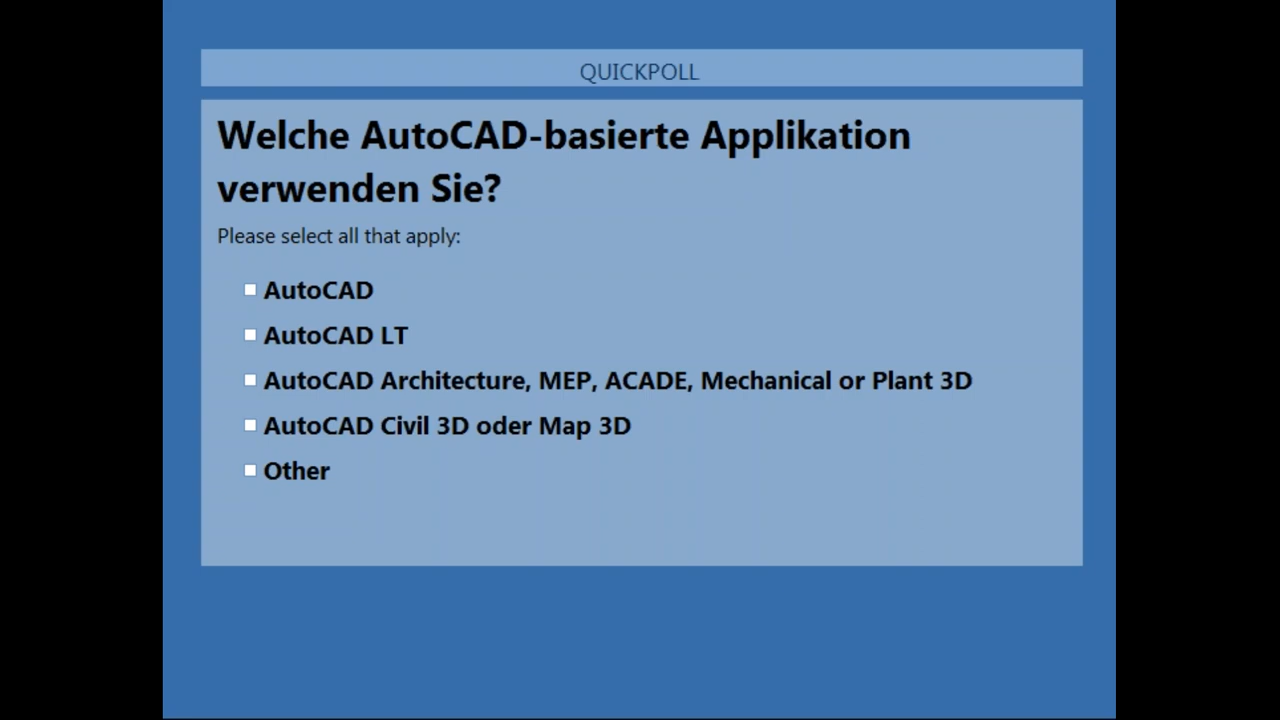 QUICKPOLL
Welche AutoCAD-basierte Applikation
verwenden Sie?
Please select all that apply:
AutoCAD
AutoCAD LT
AutoCAD Architecture, MEP, ACADE, Mechanical or Plant 3D
AutoCAD Civil 3D oder Map 3D
Other